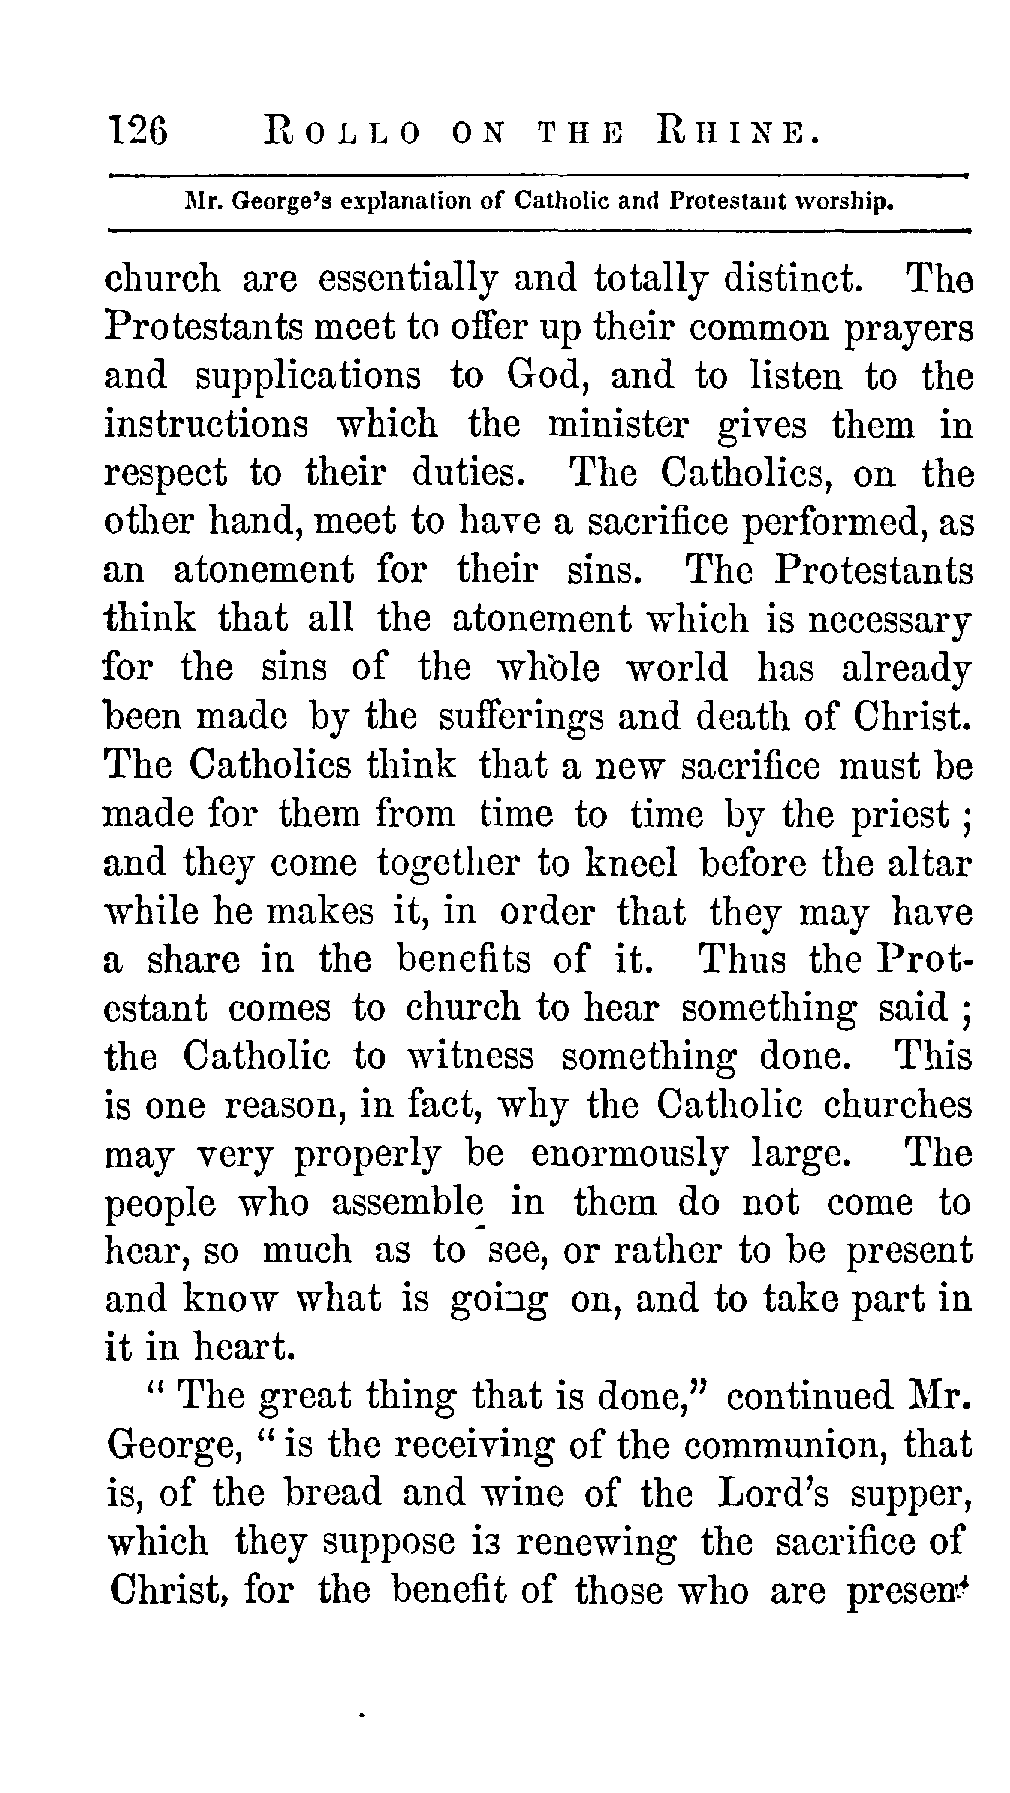 126 ROLLO ON THE RHINE.
Mr. George's explanation of Catholic and Protestant worship.
church are essentially and totally distinct. The
Protestants meet to offer up their common prayers
and supplications to God, and to listen to the
instructions which the minister gives them in
respect to their duties. The Catholics, on the
other hand, meet to have a sacrifice performed, as
an atonement for their sins. The Protestants
think that all the atonement which is necessary
for the sins of the whole world has already
been made by the sufferings and death of Christ.
The Catholics think that a new sacrifice must be
made for them from time to time by the priest ;
and they come together to kneel before the altar
while he makes it, in order that they may have
a share in the benefits of it. Thus the Prot-
estant comes to church to hear something said ;
the Catholic to witness something done. This
is one reason, in fact, why the Catholic churches
may very properly be enormously large. The
people who assemble in them do not come to
hear, so much as to see, or rather to be present
and know what is going on, and to take part in
it in heart.
" The great thing that is done," continued Mr.
George, " is the receiving of the communion, that
is, of the bread and wine of the Lord's supper,
which they suppose is renewing the sacrifice of
Christ, for the benefit of those who are present